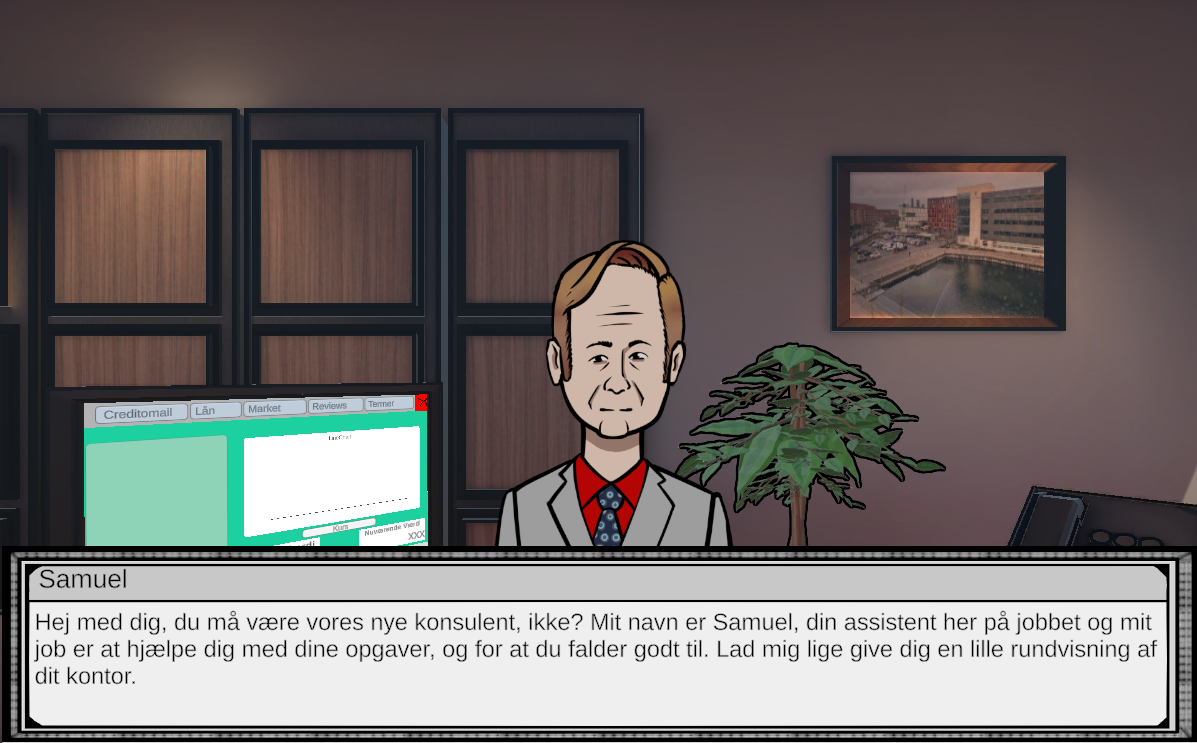 Creditomail Lån Market Reviews Termer
LineChart
Kurs
Nuværende Værdi
XXX
Samuel
Hej med dig, du må være vores nye konsulent, ikke? Mit navn er Samuel, din assistent her på jobbet og mit
job er at hjælpe dig med dine opgaver, og for at du falder godt til. Lad mig lige give dig en lille rundvisning af
dit kontor.